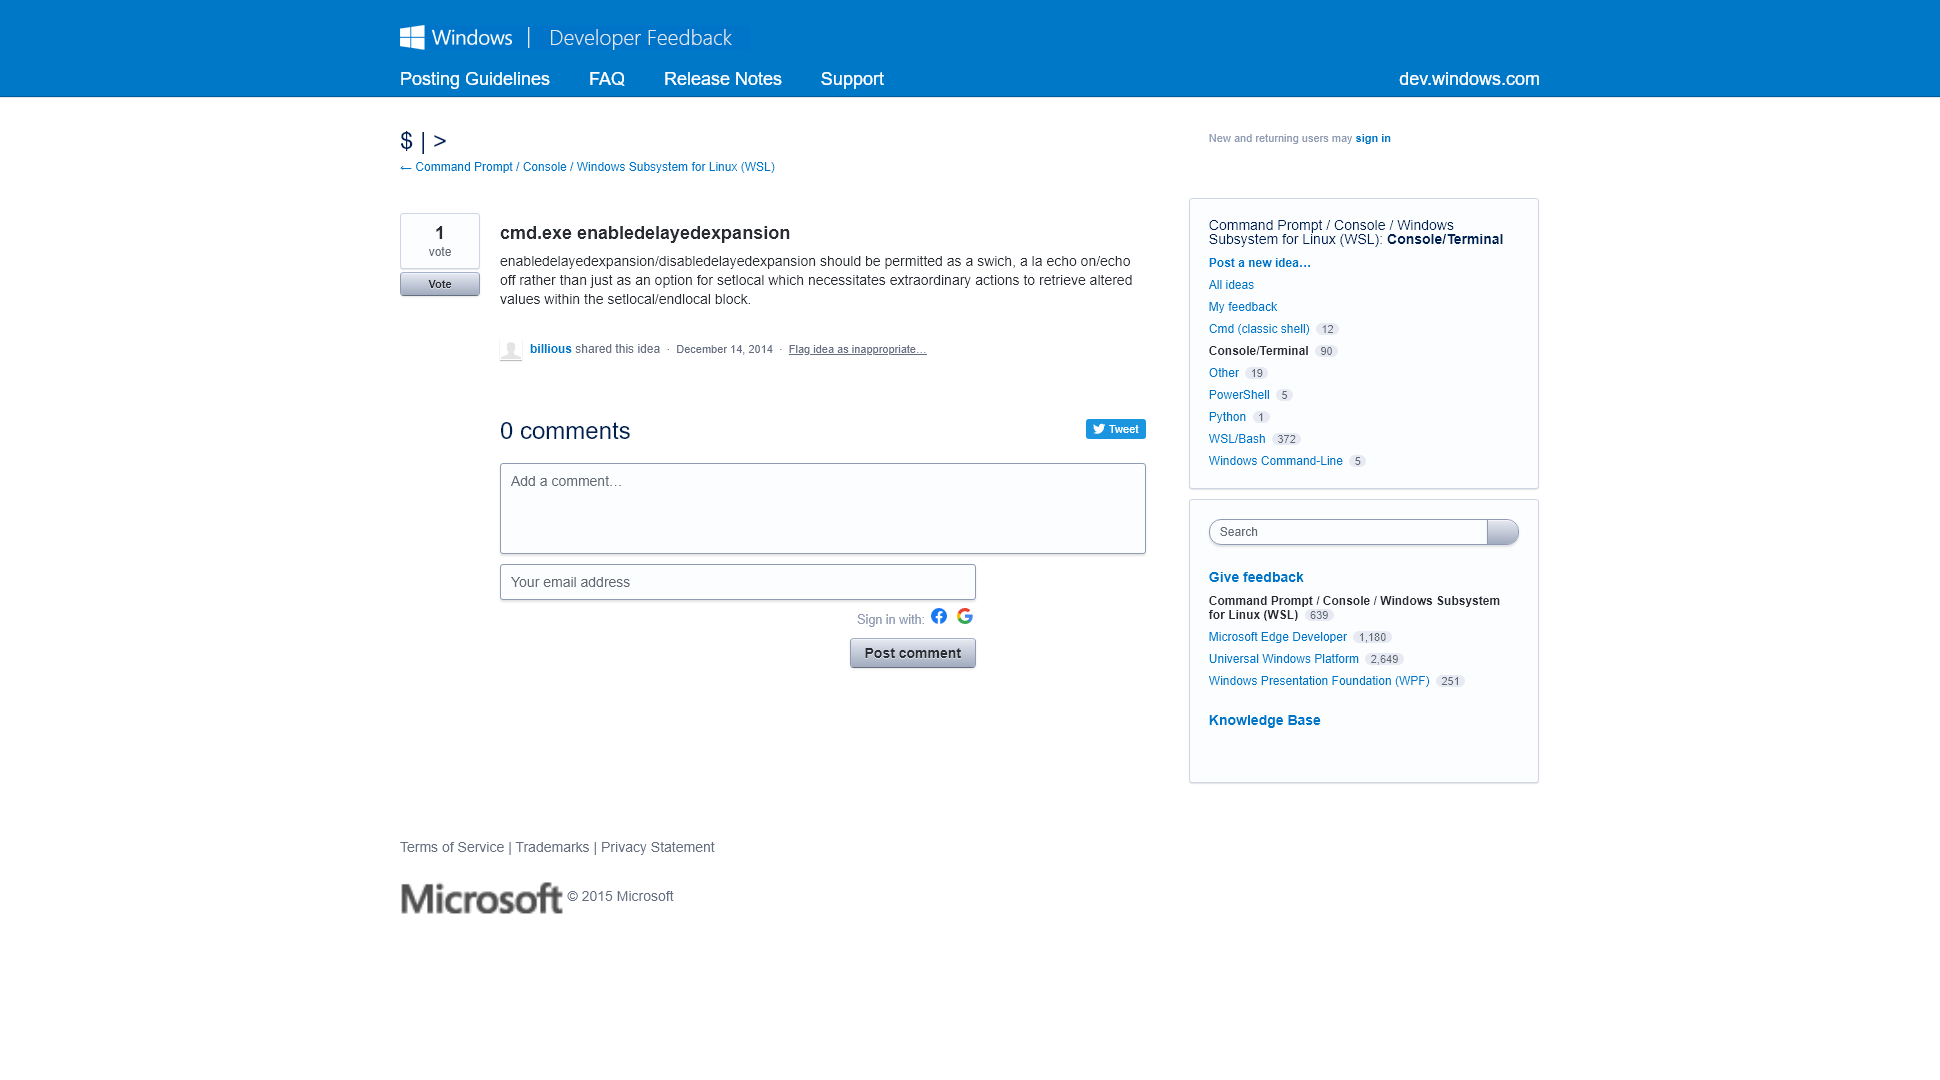 Windows | Developer Feedback
Posting Guidelines FAQ Release Notes Support dev.windows.com
$ | >
← Command Prompt / Console / Windows Subsystem for Linux (WSL)
New and returning users may sign in
1
vote
Vote
cmd.exe enabledelayedexpansion
enabledelayedexpansion/disabledelayedexpansion should be permitted as a swich, a la echo on/echo
off rather than just as an option for setlocal which necessitates extraordinary actions to retrieve altered
values within the setlocal/endlocal block.
billious shared this idea · December 14, 2014 · Flag idea as inappropriate…
0 comments
Tweet
Add a comment…
Your email address
Sign in with:
Post comment
Command Prompt / Console / Windows
Subsystem for Linux (WSL): Console/Terminal
Post a new idea…
All ideas
My feedback
Cmd (classic shell) 12
Console/Terminal 90
Other 19
PowerShell 5
Python 1
WSL/Bash 372
Windows Command-Line 5
Search
Give feedback
Command Prompt / Console / Windows Subsystem
for Linux (WSL) 639
Microsoft Edge Developer 1,180
Universal Windows Platform 2,649
Windows Presentation Foundation (WPF) 251
Knowledge Base
Terms of Service | Trademarks | Privacy Statement
Microsoft © 2015 Microsoft